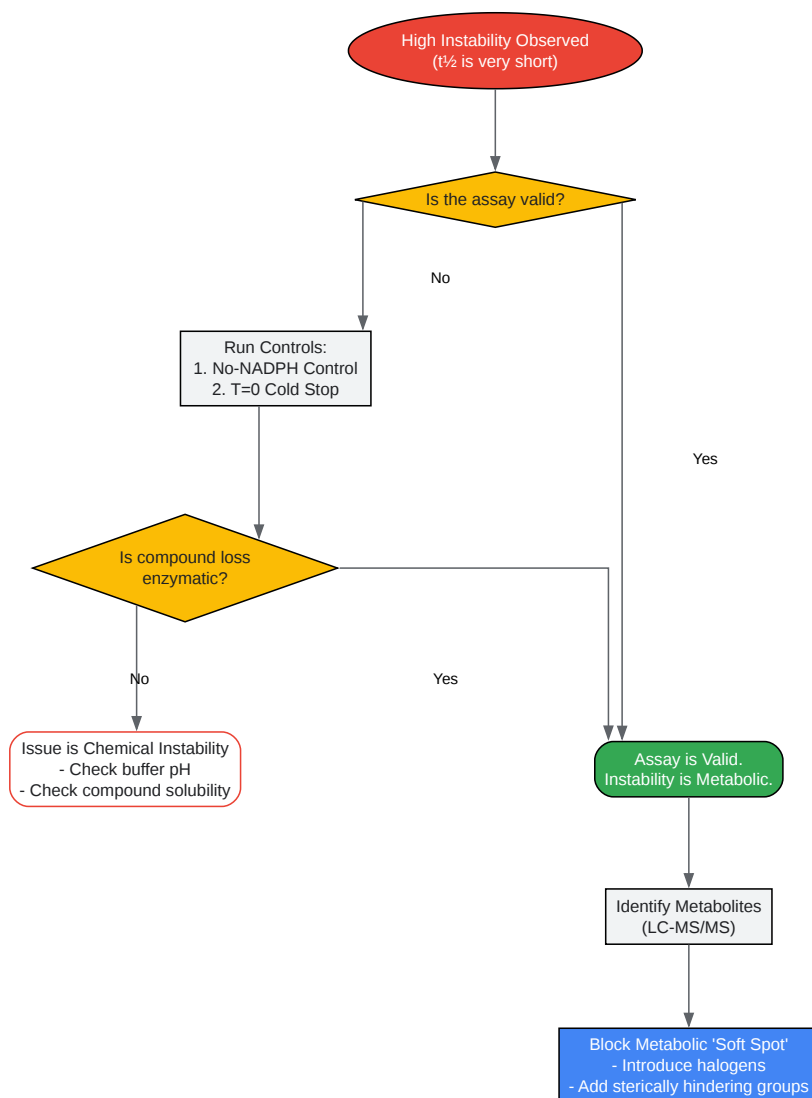 High Instability Observed
(t½ is very short)
Is the assay valid?
No
Run Controls:
1. No-NADPH Control
2. T=0 Cold Stop
Yes
Is compound loss
enzymatic?
No
Yes
Issue is Chemical Instability
- Check buffer pH
- Check compound solubility
Assay is Valid.
Instability is Metabolic.
Identify Metabolites
(LC-MS/MS)
Block Metabolic 'Soft Spot'
- Introduce halogens
- Add sterically hindering groups